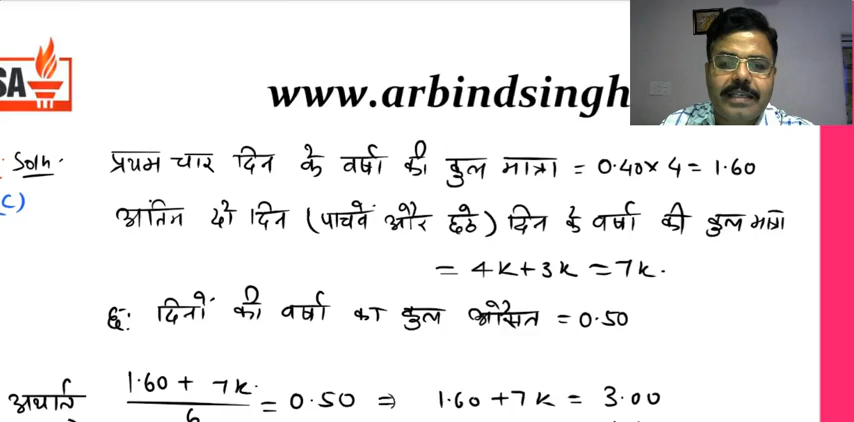 SA
www.arbindsingh
Soln. प्रथम चार दिन के वर्षा की कुल मात्रा = 0.40 x 4 = 1.60
(C) अंतिम दो दिन (पाचवें और छठे) दिन के वर्षा की कुल मात्रा
= 4K + 3K = 7K.
छ: दिनों की वर्षा का कुल औसत = 0.50
अर्थात 1.60 + 7K. / 6 = 0.50 ⇒ 1.60 + 7K = 3.00